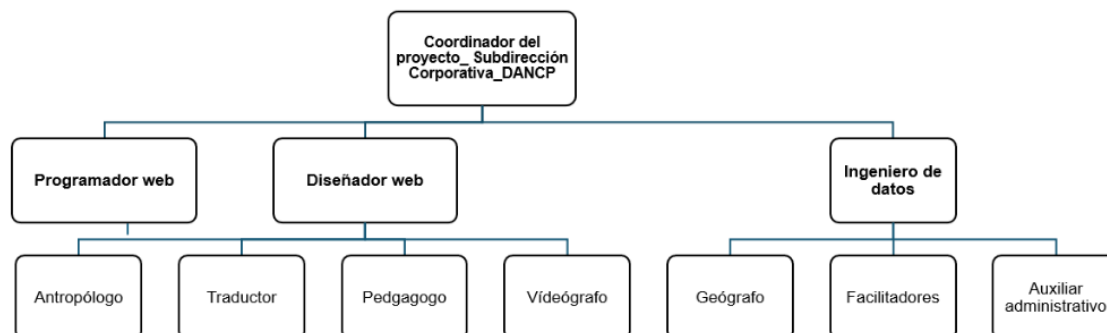 Coordinador del
proyecto_ Subdirección
Corporativa_DANCP
Programador web
Diseñador web
Ingeniero de
datos
Antropólogo
Traductor
Pedgagogo
Vídeógrafo
Geógrafo
Facilitadores
Auxiliar
administrativo